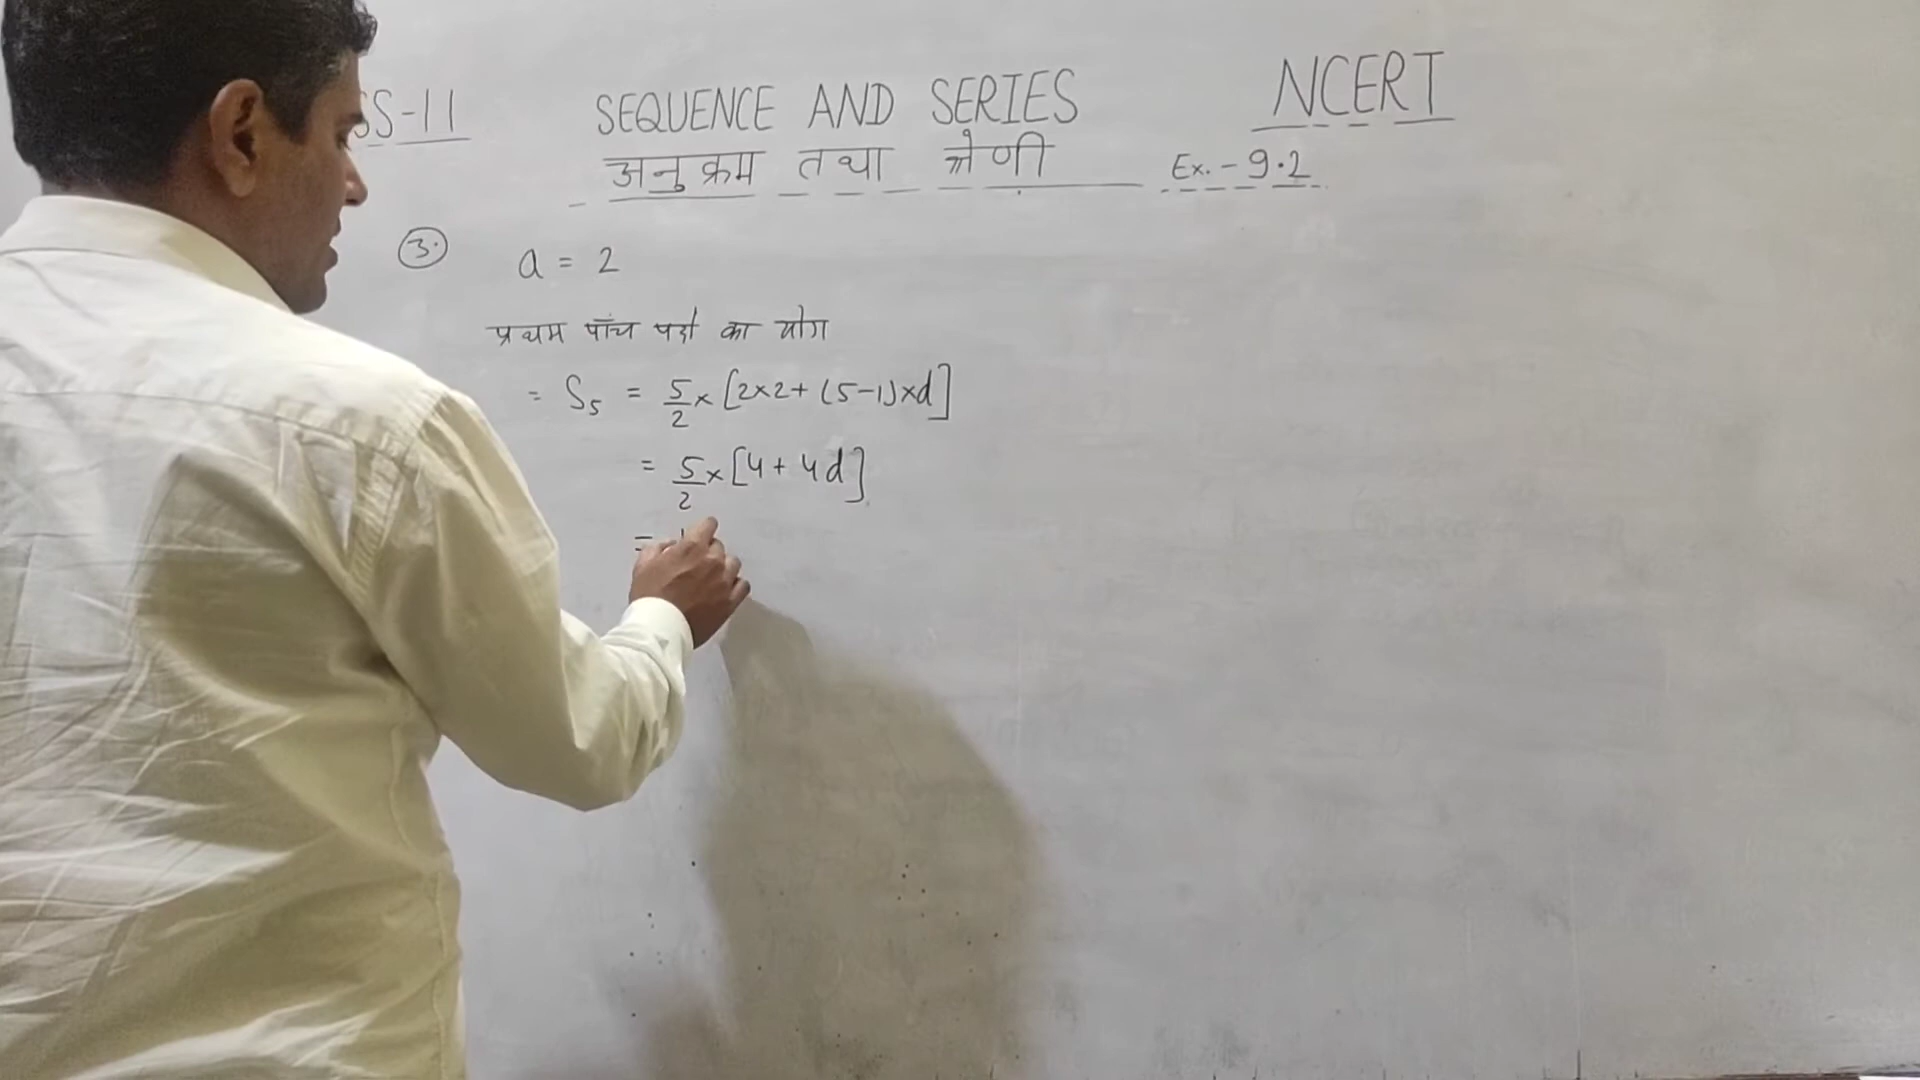 SS-11 SEQUENCE AND SERIES NCERT
अनुक्रम तथा श्रेणी Ex.-9.2
3. a = 2
प्रथम पाँच पदों का योग
= S₅ = 5/2 × [2×2+(5-1)×d]
= 5/2 × [4+4d]
=